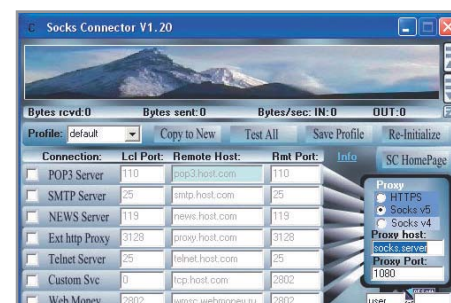 Socks Connector V1.20
Bytes rcvd:0 Bytes sent:0 Bytes/sec: IN:0 OUT:0
Profile: default Copy to New Test All Save Profile Re-Initialize
Connection: Lcl Port: Remote Host: Rmt Port: Info SC HomePage
POP3 Server 110 pop3.host.com 110
Proxy
HTTPS
SMTP Server 25 smtp.host.com 25
Socks v5
NEWS Server 119 news.host.com 119
Socks v4
Ext http Proxy 3128 proxy.host.com 3128
Proxy host:
socks.server
Telnet Server 25 telnet.host.com 25
Proxy Port:
1080
Custom Svc 0 tcp.host.com 2802
Web Money 2802 wmsc.webmoney.ru 2802
user